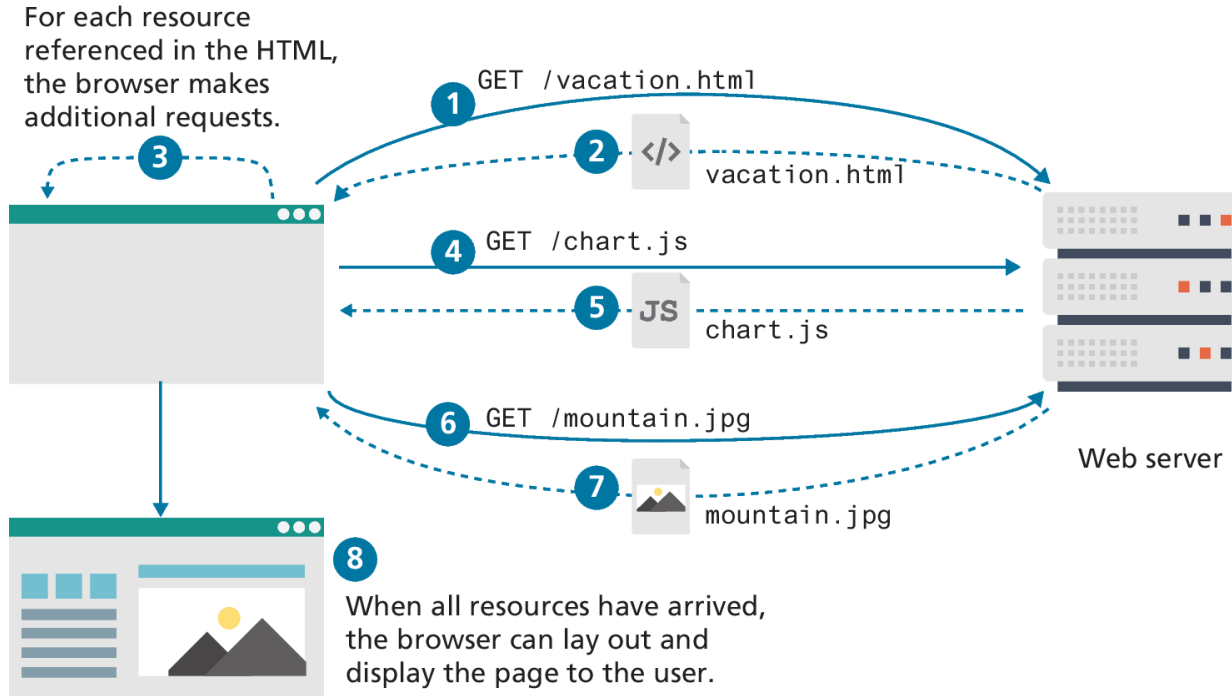 For each resource
referenced in the HTML,
the browser makes
additional requests.
3
1
GET /vacation.html
2
</>
vacation.html
4
GET /chart.js
5
JS
chart.js
6
GET /mountain.jpg
7
mountain.jpg
Web server
8
When all resources have arrived,
the browser can lay out and
display the page to the user.